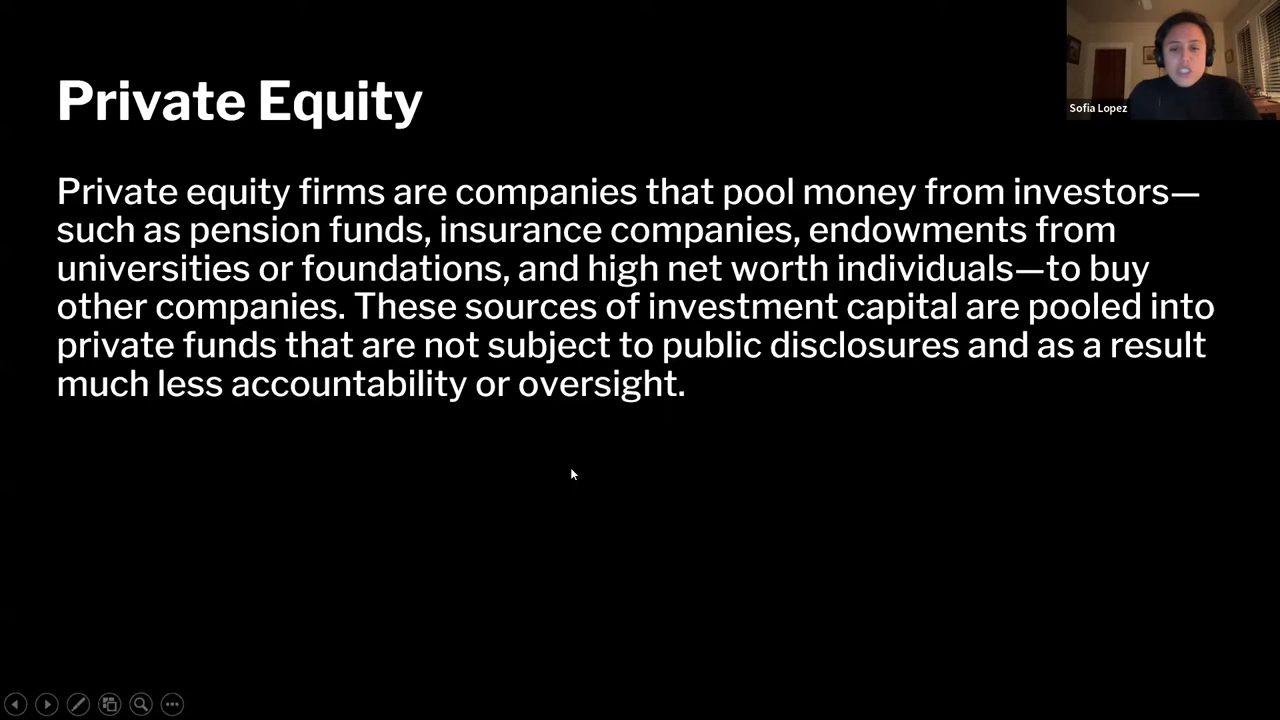 Private Equity
Sofia Lopez
Private equity firms are companies that pool money from investors—
such as pension funds, insurance companies, endowments from
universities or foundations, and high net worth individuals—to buy
other companies. These sources of investment capital are pooled into
private funds that are not subject to public disclosures and as a result
much less accountability or oversight.